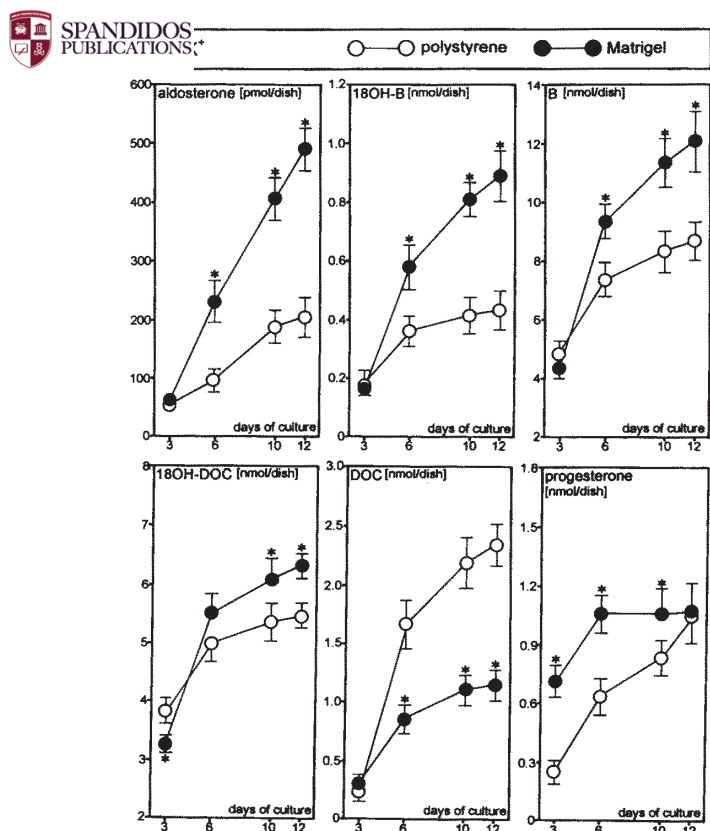 SPANDIDOS
PUBLICATIONS
polystyrene Matrigel
aldosterone [pmol/dish]
600
500
400
300
200
100
0
days of culture
3 6 10 12
18OH-B [nmol/dish]
1.2
1.0
0.8
0.6
0.4
0.2
0
days of culture
3 6 10 12
B [nmol/dish]
14
12
10
8
6
4
2
days of culture
3 6 10 12
18OH-DOC [nmol/dish]
8
7
6
5
4
3
2
days of culture
3 6 10 12
DOC [nmol/dish]
3.0
2.5
2.0
1.5
1.0
0.5
0
days of culture
3 6 10 12
progesterone
[nmol/dish]
1.8
1.5
1.2
0.9
0.6
0.3
0
days of culture
3 6 10 12